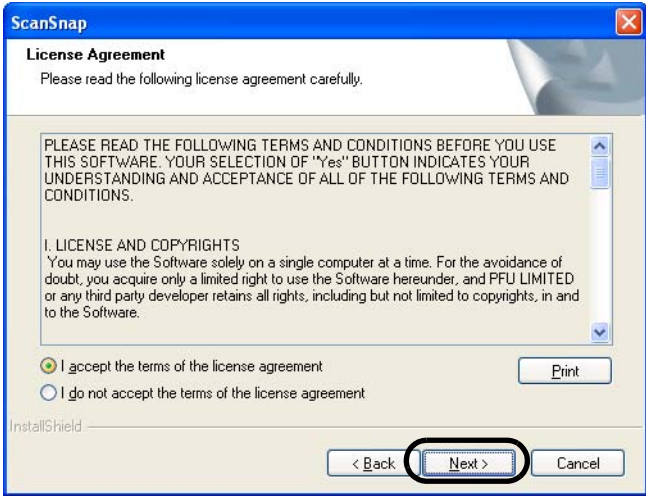 ScanSnap
License Agreement
Please read the following license agreement carefully.
PLEASE READ THE FOLLOWING TERMS AND CONDITIONS BEFORE YOU USE
THIS SOFTWARE. YOUR SELECTION OF "Yes" BUTTON INDICATES YOUR
UNDERSTANDING AND ACCEPTANCE OF ALL OF THE FOLLOWING TERMS AND
CONDITIONS.
I. LICENSE AND COPYRIGHTS
You may use the Software solely on a single computer at a time. For the avoidance of
doubt, you acquire only a limited right to use the Software hereunder, and PFU LIMITED
or any third party developer retains all rights, including but not limited to copyrights, in and
to the Software.
I accept the terms of the license agreement
Print
I do not accept the terms of the license agreement
InstallShield
< Back
Next >
Cancel